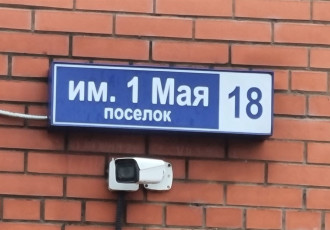 им. 1 Мая 18
поселок